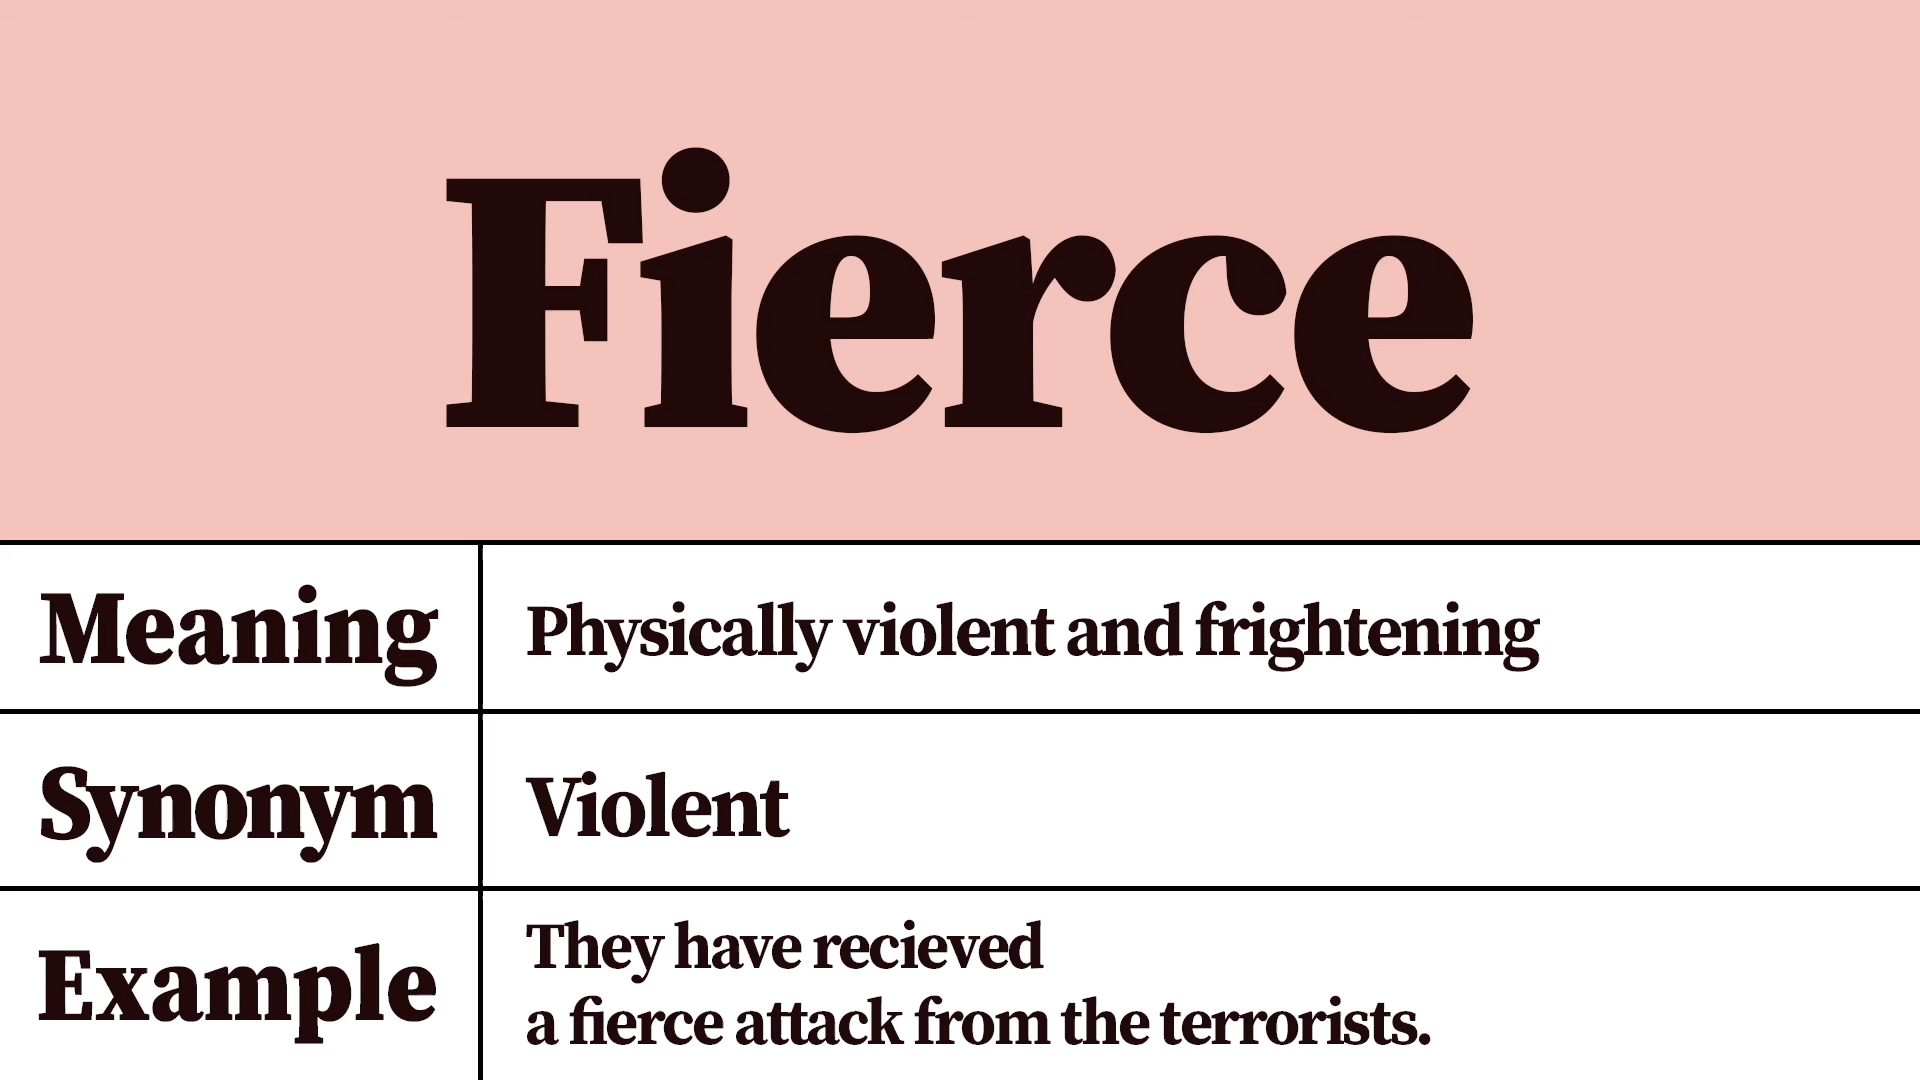 Fierce
Meaning
Physically violent and frightening
Synonym
Violent
Example
They have recieved
a fierce attack from the terrorists.